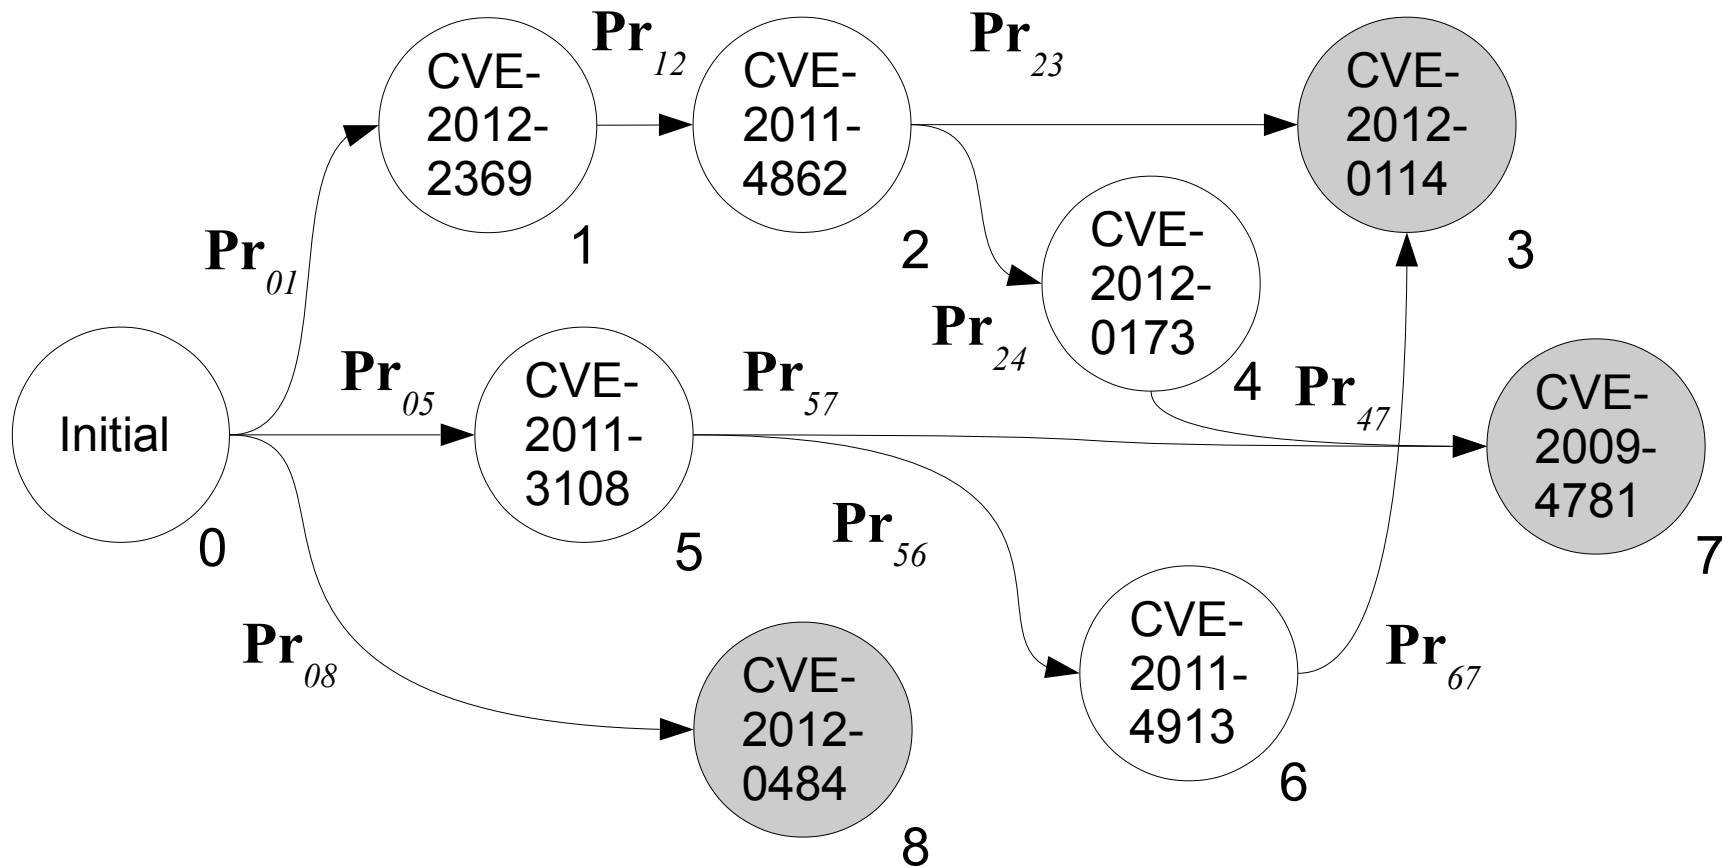 CVE-
2012-
2369
1
Pr12
CVE-
2011-
4862
2
Pr23
CVE-
2012-
0114
3
Pr01
CVE-
2012-
0173
4
Pr24
Initial
0
Pr05
CVE-
2011-
3108
5
Pr57
Pr47
CVE-
2009-
4781
7
Pr56
Pr08
CVE-
2012-
0484
8
CVE-
2011-
4913
6
Pr67